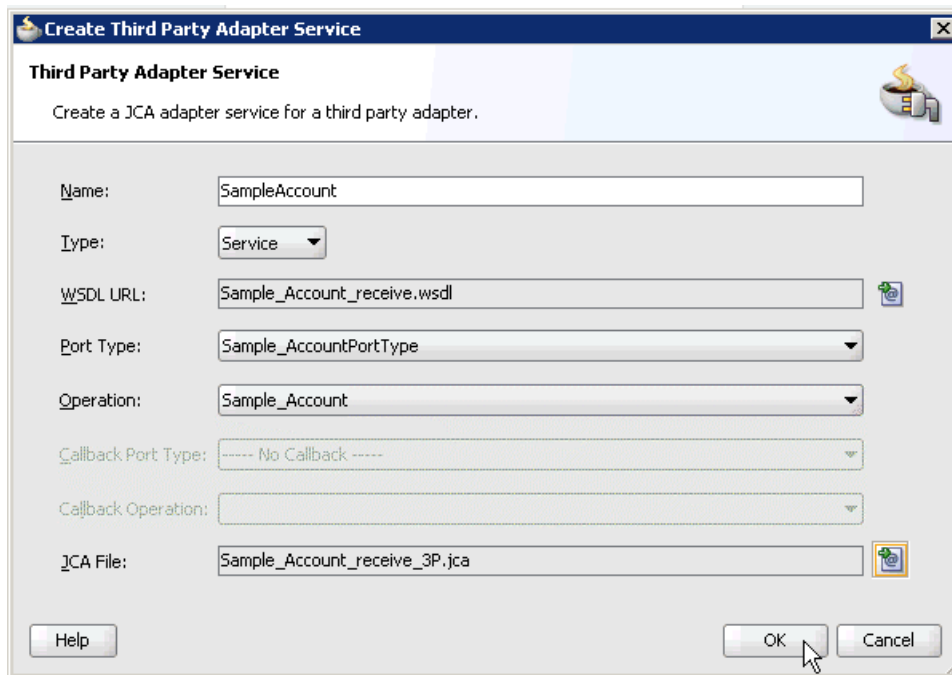 Create Third Party Adapter Service
Third Party Adapter Service
Create a JCA adapter service for a third party adapter.
Name: SampleAccount
Type: Service
WSDL URL: Sample_Account_receive.wsdl
Port Type: Sample_AccountPortType
Operation: Sample_Account
Callback Port Type: ----- No Callback -----
Callback Operation:
JCA File: Sample_Account_receive_3P.jca
Help OK Cancel